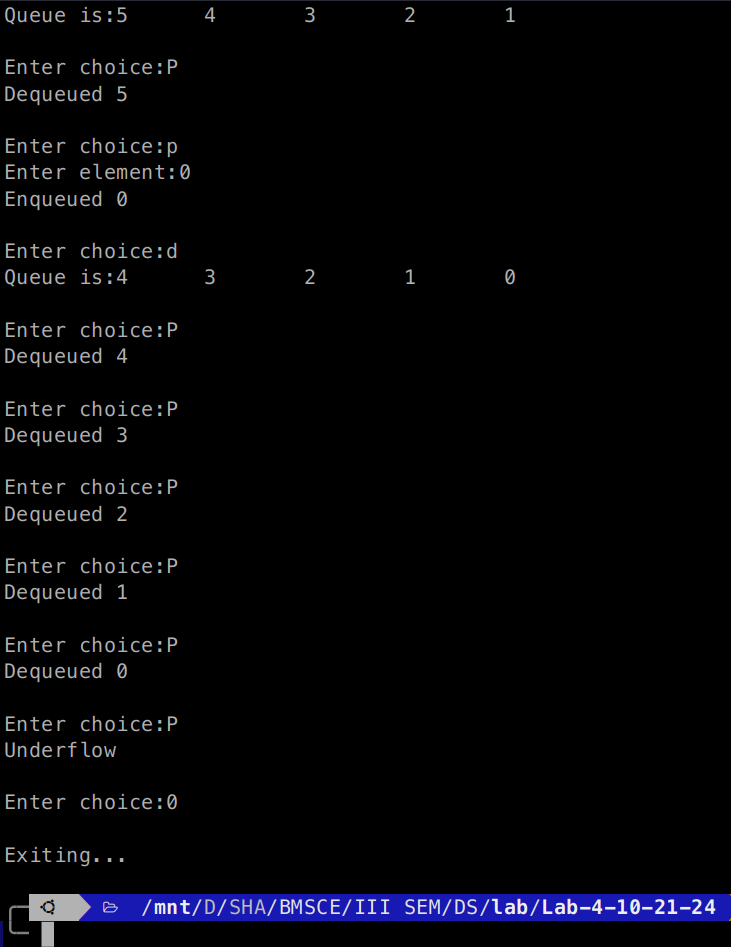 Queue is:5 4 3 2 1
Enter choice:P
Dequeued 5
Enter choice:p
Enter element:0
Enqueued 0
Enter choice:d
Queue is:4 3 2 1 0
Enter choice:P
Dequeued 4
Enter choice:P
Dequeued 3
Enter choice:P
Dequeued 2
Enter choice:P
Dequeued 1
Enter choice:P
Dequeued 0
Enter choice:P
Underflow
Enter choice:0
Exiting...
/mnt/D/SHA/BMSCE/III SEM/DS/lab/Lab-4-10-21-24